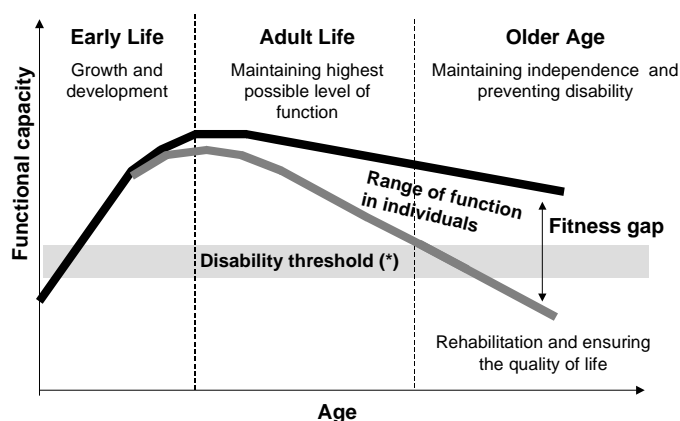 Early Life
Growth and
development
Adult Life
Maintaining highest
possible level of
function
Older Age
Maintaining independence and
preventing disability
Functional capacity
Range of function
in individuals
Fitness gap
Disability threshold (*)
Rehabilitation and ensuring
the quality of life
Age